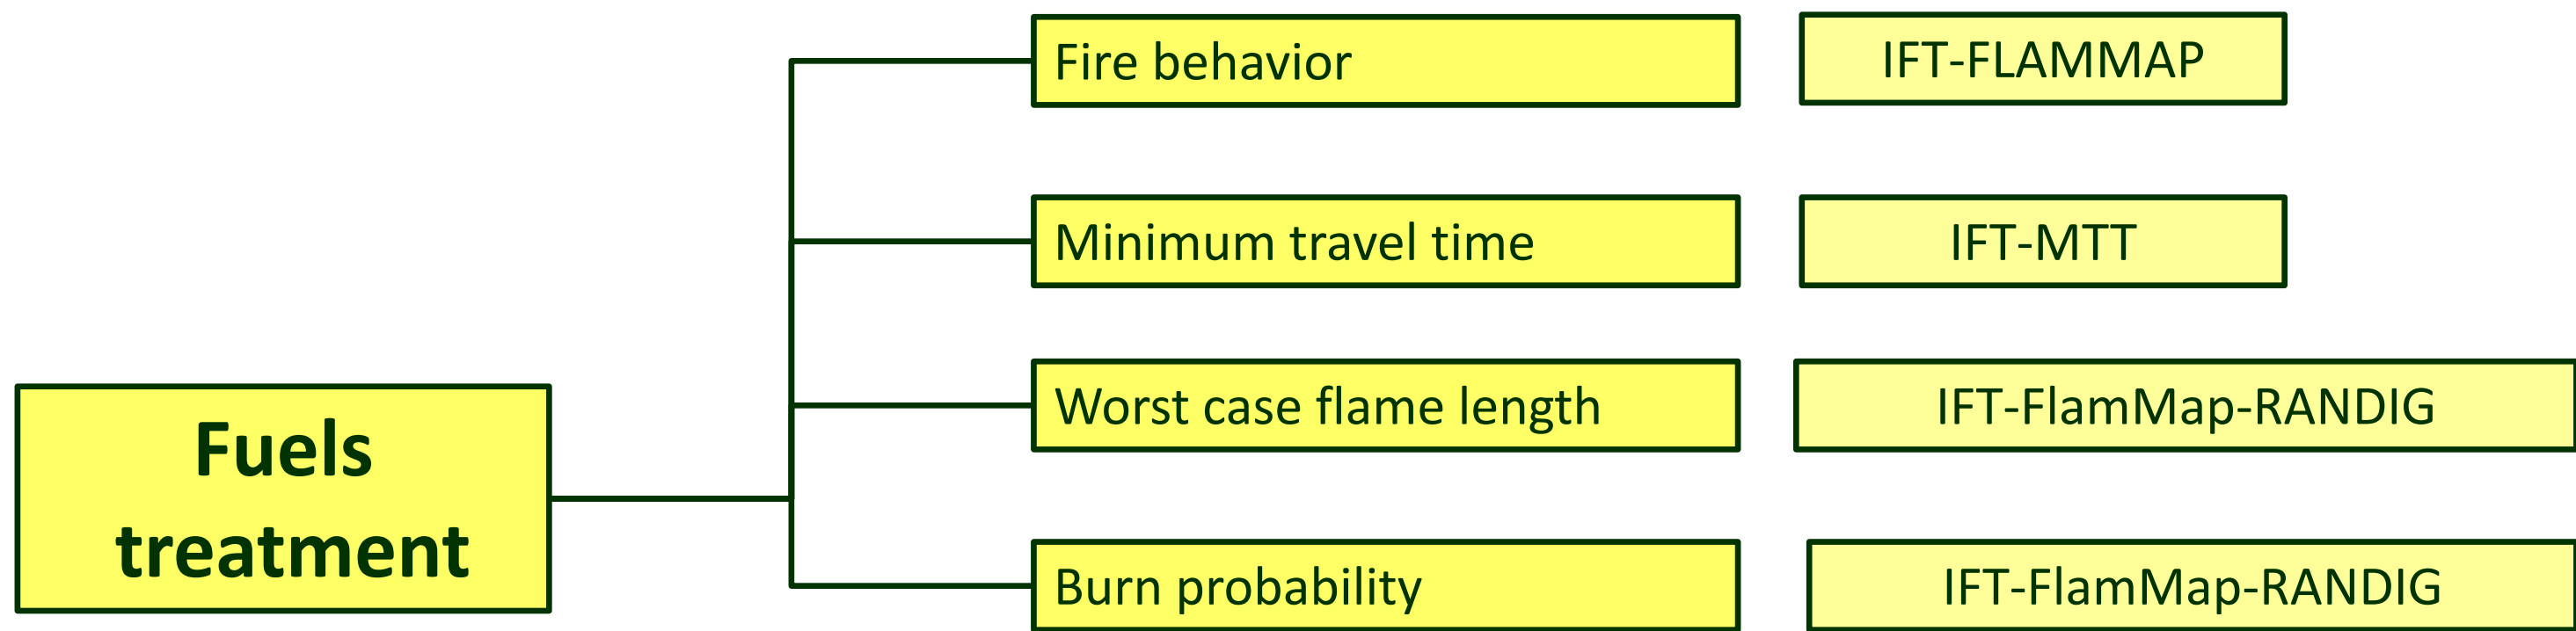 Fire behavior
IFT-FLAMMAP
Minimum travel time
IFT-MTT
Worst case flame length
IFT-FlamMap-RANDIG
Fuels
treatment
Burn probability
IFT-FlamMap-RANDIG